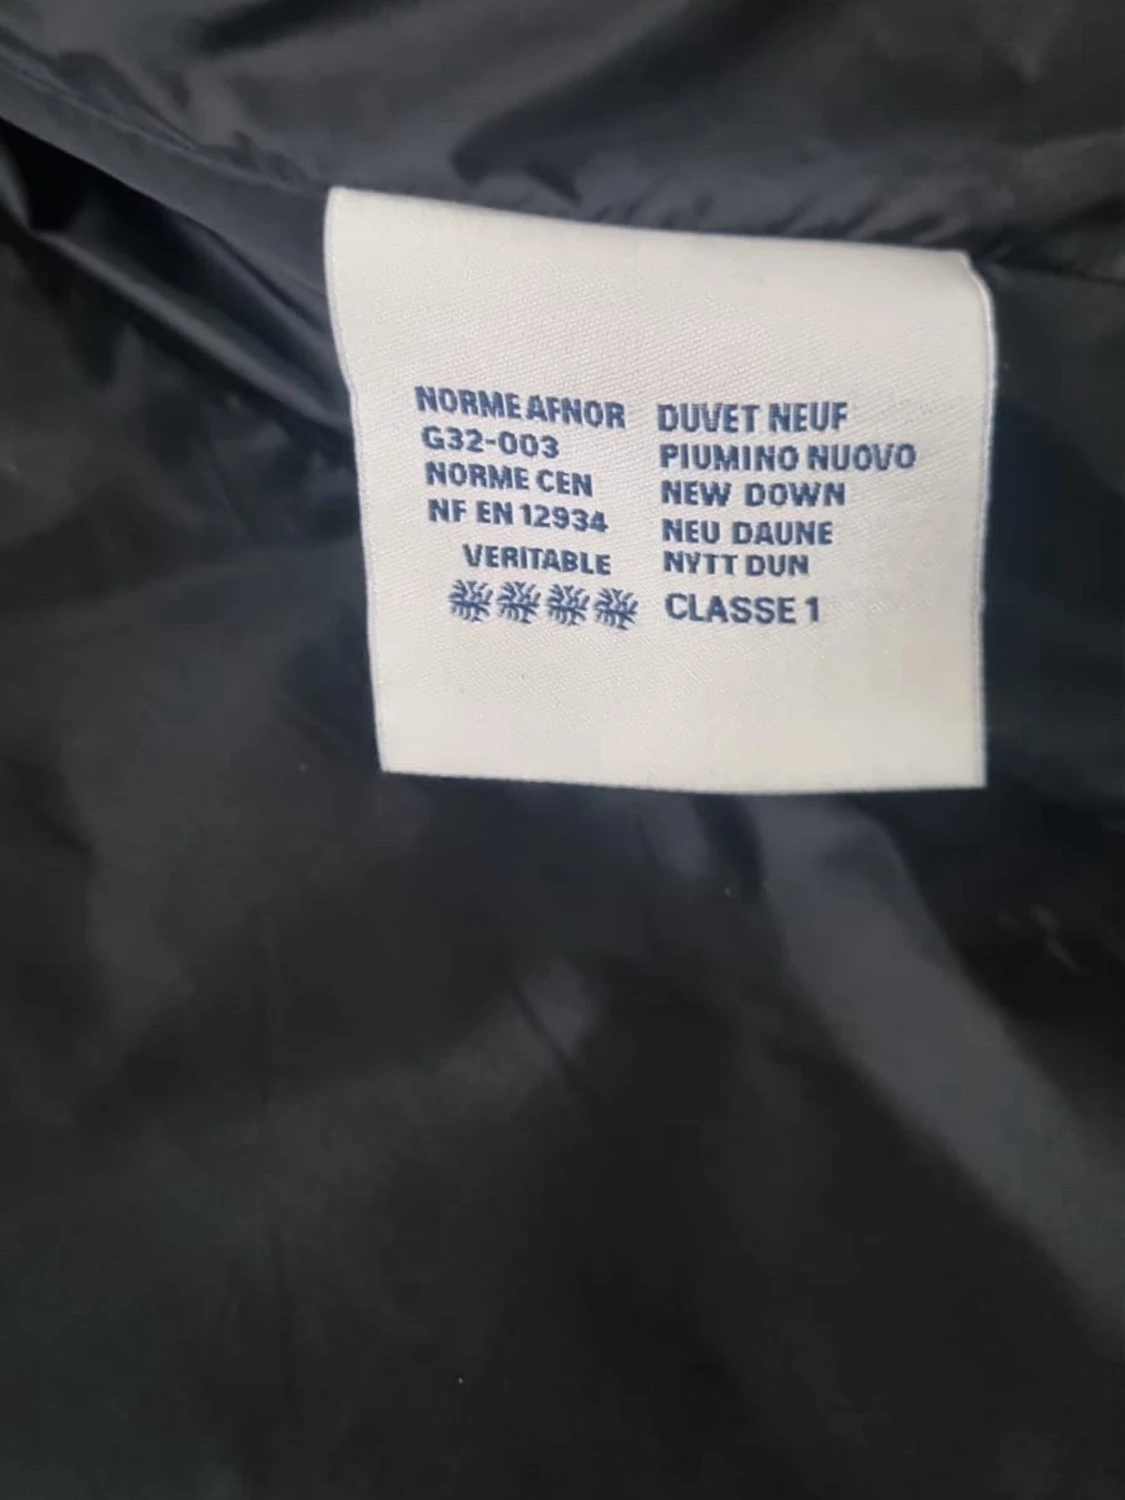 NORME AFNOR
G32-003
NORME CEN
NF EN 12934
VERITABLE
DUVET NEUF
PIUMINO NUOVO
NEW DOWN
NEU DAUNE
NYTT DUN
CLASSE 1